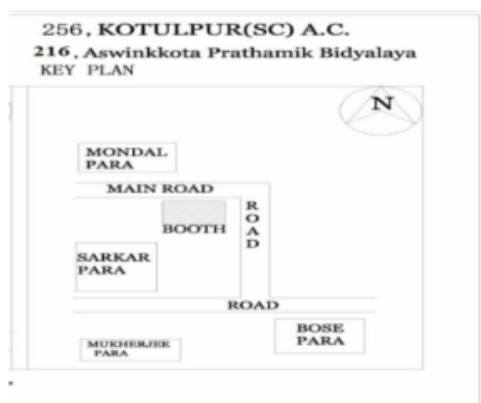 256, KOTULPUR(SC) A.C.
216, Aswinkkota Prathamik Bidyalaya
KEY PLAN
N
MONDAL
PARA
MAIN ROAD
BOOTH
ROAD
SARKAR
PARA
ROAD
BOSE
PARA
MUKHERJEE
PARA